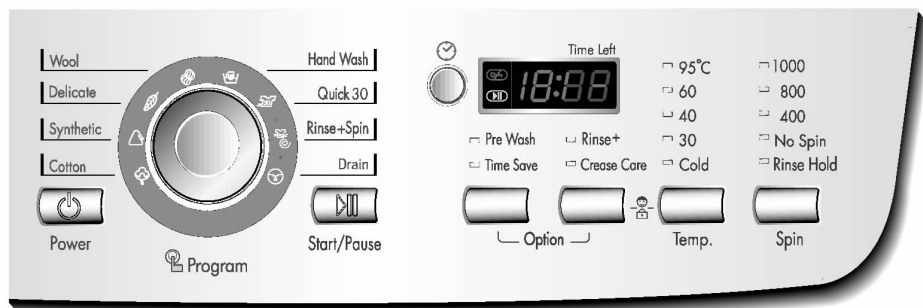 Wool
Delicate
Synthetic
Cotton
Hand Wash
Quick 30
Rinse+Spin
Drain
Power
Program
Start/Pause
Time Left
18:88
Pre Wash
Time Save
Rinse+
Crease Care
Option
95°C
60
40
30
Cold
Temp.
1000
800
400
No Spin
Rinse Hold
Spin